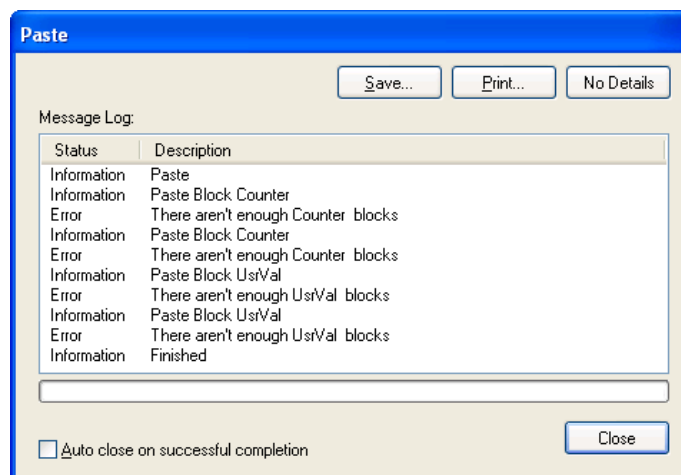 Paste
Save... Print... No Details
Message Log:
Status Description
Information Paste
Information Paste Block Counter
Error There aren't enough Counter  blocks
Information Paste Block Counter
Error There aren't enough Counter  blocks
Information Paste Block UsrVal
Error There aren't enough UsrVal  blocks
Information Paste Block UsrVal
Error There aren't enough UsrVal  blocks
Information Finished
Close
Auto close on successful completion